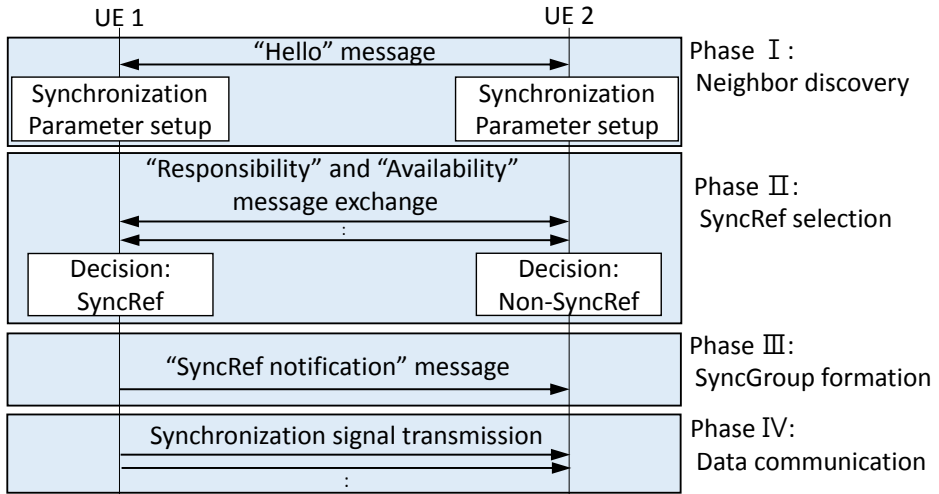 UE 1
UE 2
“Hello” message
Phase Ⅰ:
Neighbor discovery
Synchronization
Parameter setup
Synchronization
Parameter setup
“Responsibility” and “Availability”
message exchange
:
Phase Ⅱ:
SyncRef selection
Decision:
SyncRef
Decision:
Non-SyncRef
“SyncRef notification” message
Phase Ⅲ:
SyncGroup formation
Synchronization signal transmission
:
Phase Ⅳ:
Data communication